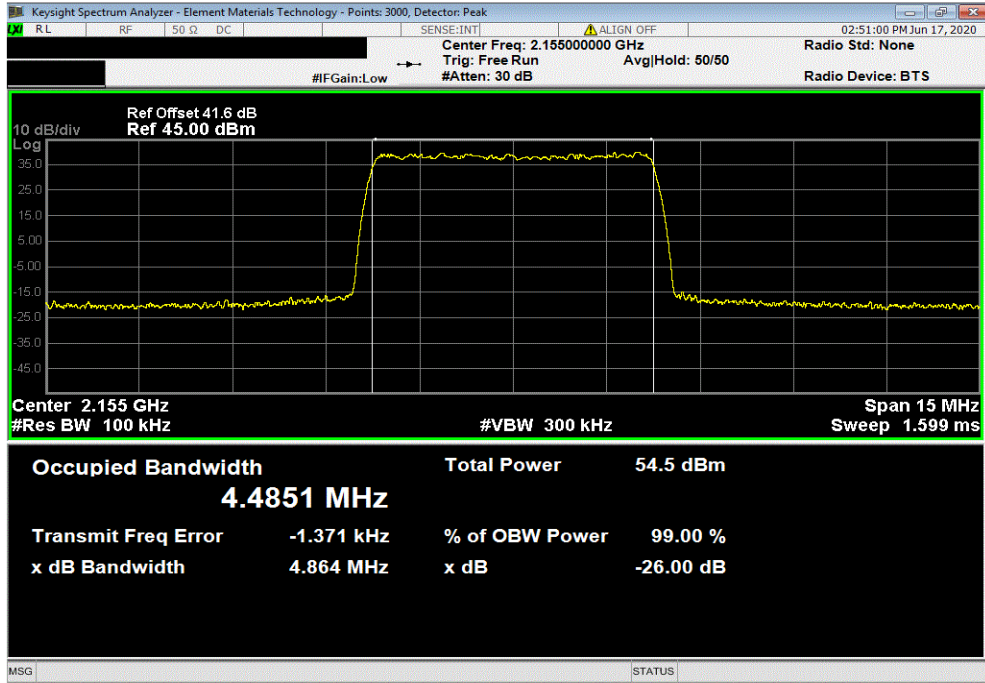 Keysight Spectrum Analyzer - Element Materials Technology - Points: 3000, Detector: Peak
LXI RL RF 50 Ω DC SENSE:INT ALIGN OFF 02:51:00 PM Jun 17, 2020
Center Freq: 2.155000000 GHz Radio Std: None
Trig: Free Run Avg|Hold: 50/50
#IFGain:Low #Atten: 30 dB Radio Device: BTS
Ref Offset 41.6 dB
10 dB/div Ref 45.00 dBm
Log
35.0
25.0
15.0
5.00
-5.00
-15.0
-25.0
-35.0
-45.0
Center 2.155 GHz Span 15 MHz
#Res BW 100 kHz #VBW 300 kHz Sweep 1.599 ms
Occupied Bandwidth Total Power 54.5 dBm
4.4851 MHz
Transmit Freq Error -1.371 kHz % of OBW Power 99.00 %
x dB Bandwidth 4.864 MHz x dB -26.00 dB
MSG STATUS